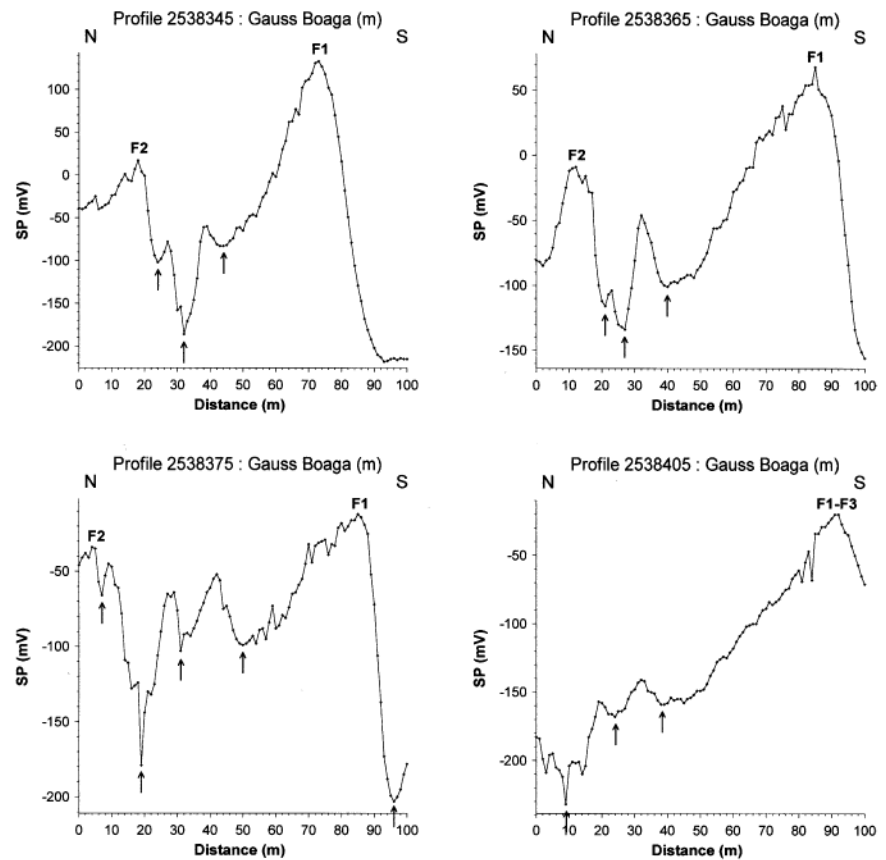 Profile 2538345 : Gauss Boaga (m)
N S
F1
F2
100
50
0
-50
-100
-150
-200
SP (mV)
0 10 20 30 40 50 60 70 80 90 100
Distance (m)
Profile 2538365 : Gauss Boaga (m)
N S
F1
F2
50
0
-50
-100
-150
SP (mV)
0 10 20 30 40 50 60 70 80 90 100
Distance (m)
Profile 2538375 : Gauss Boaga (m)
N S
F2 F1
-50
-100
-150
-200
SP (mV)
0 10 20 30 40 50 60 70 80 90 100
Distance (m)
Profile 2538405 : Gauss Boaga (m)
N S
F1-F3
-50
-100
-150
-200
SP (mV)
0 10 20 30 40 50 60 70 80 90 100
Distance (m)